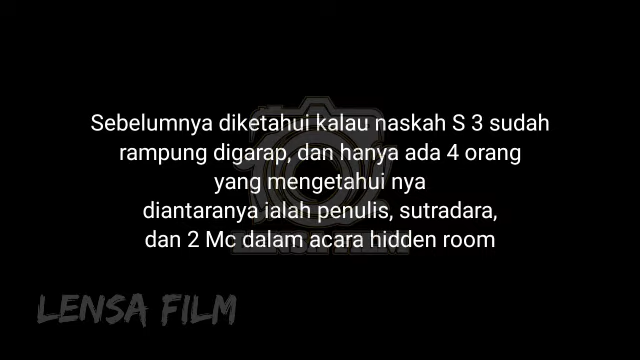 Sebelumnya diketahui kalau naskah S 3 sudah
rampung digarap, dan hanya ada 4 orang
yang mengetahui nya
diantaranya ialah penulis, sutradara,
dan 2 Mc dalam acara hidden room
LENSA FILM